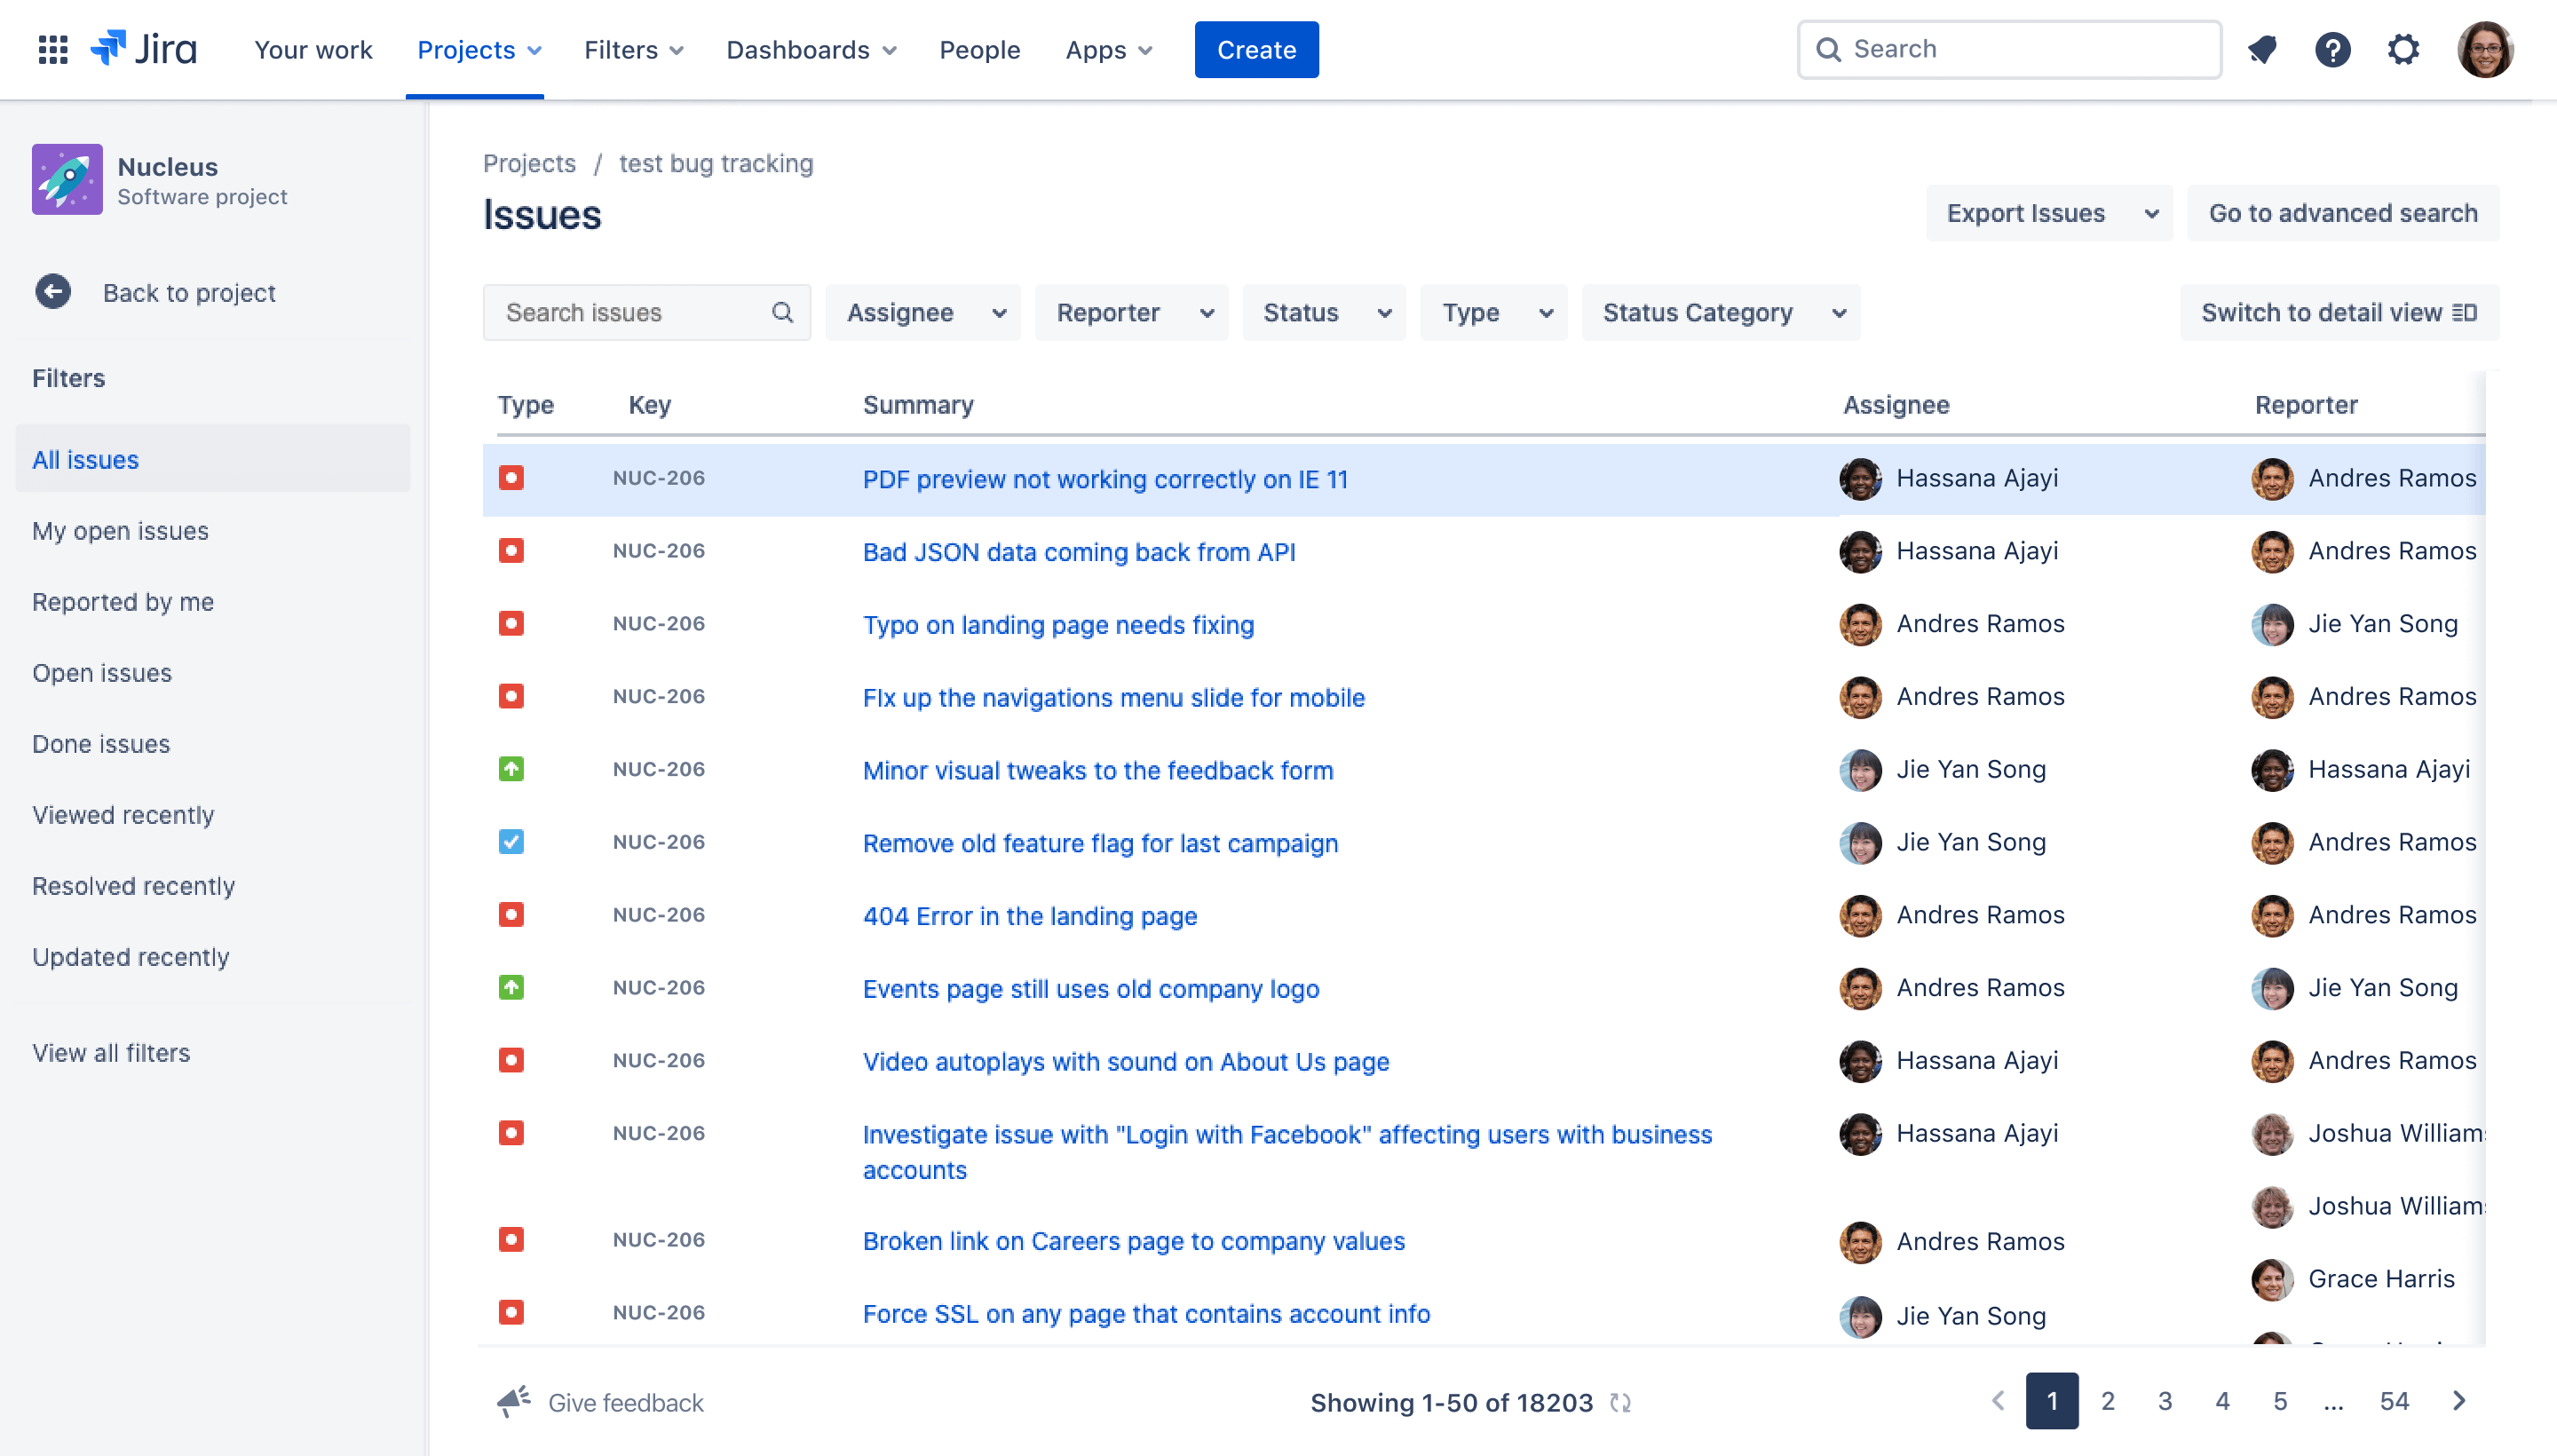 Jira Your work Projects Filters Dashboards People Apps Create Search
Nucleus
Software project
Back to project
Filters
All issues
My open issues
Reported by me
Open issues
Done issues
Viewed recently
Resolved recently
Updated recently
View all filters
Projects / test bug tracking
Issues
Export Issues Go to advanced search
Search issues Assignee Reporter Status Type Status Category Switch to detail view
Type Key Summary Assignee Reporter
NUC-206 PDF preview not working correctly on IE 11 Hassana Ajayi Andres Ramos
NUC-206 Bad JSON data coming back from API Hassana Ajayi Andres Ramos
NUC-206 Typo on landing page needs fixing Andres Ramos Jie Yan Song
NUC-206 FIx up the navigations menu slide for mobile Andres Ramos Andres Ramos
NUC-206 Minor visual tweaks to the feedback form Jie Yan Song Hassana Ajayi
NUC-206 Remove old feature flag for last campaign Jie Yan Song Andres Ramos
NUC-206 404 Error in the landing page Andres Ramos Andres Ramos
NUC-206 Events page still uses old company logo Andres Ramos Jie Yan Song
NUC-206 Video autoplays with sound on About Us page Hassana Ajayi Andres Ramos
NUC-206 Investigate issue with "Login with Facebook" affecting users with business Hassana Ajayi Joshua Williams
accounts
Joshua Williams
NUC-206 Broken link on Careers page to company values Andres Ramos
Grace Harris
NUC-206 Force SSL on any page that contains account info Jie Yan Song
Give feedback Showing 1-50 of 18203 1 2 3 4 5 ... 54